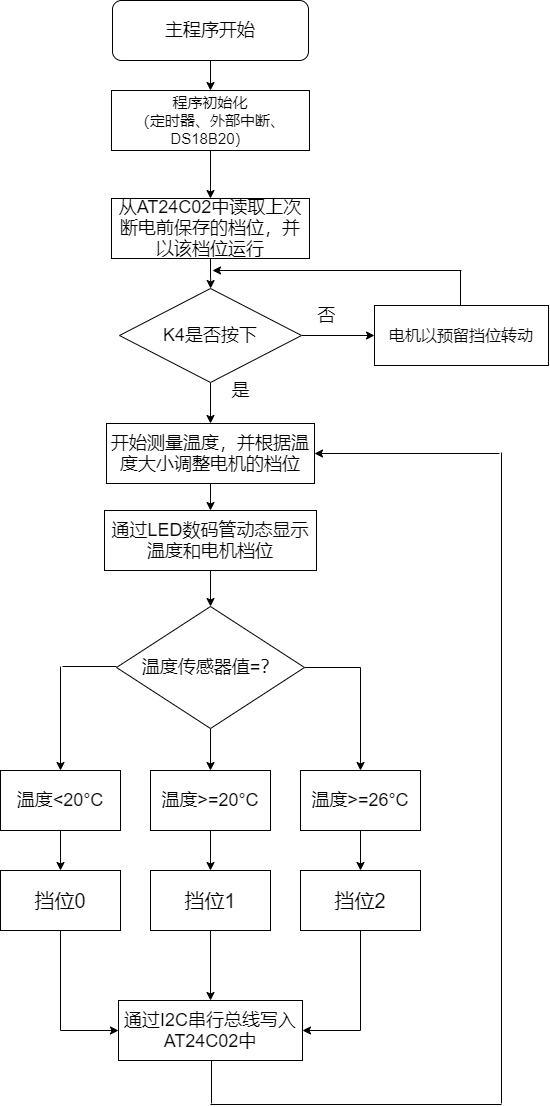 主程序开始
程序初始化
（定时器、外部中断、
DS18B20）
从AT24C02中读取上次
断电前保存的档位，并
以该档位运行
K4是否按下
否
电机以预留挡位转动
是
开始测量温度，并根据温
度大小调整电机的档位
通过LED数码管动态显示
温度和电机档位
温度传感器值=？
温度<20°C
温度>=20°C
温度>=26°C
挡位0
挡位1
挡位2
通过I2C串行总线写入
AT24C02中